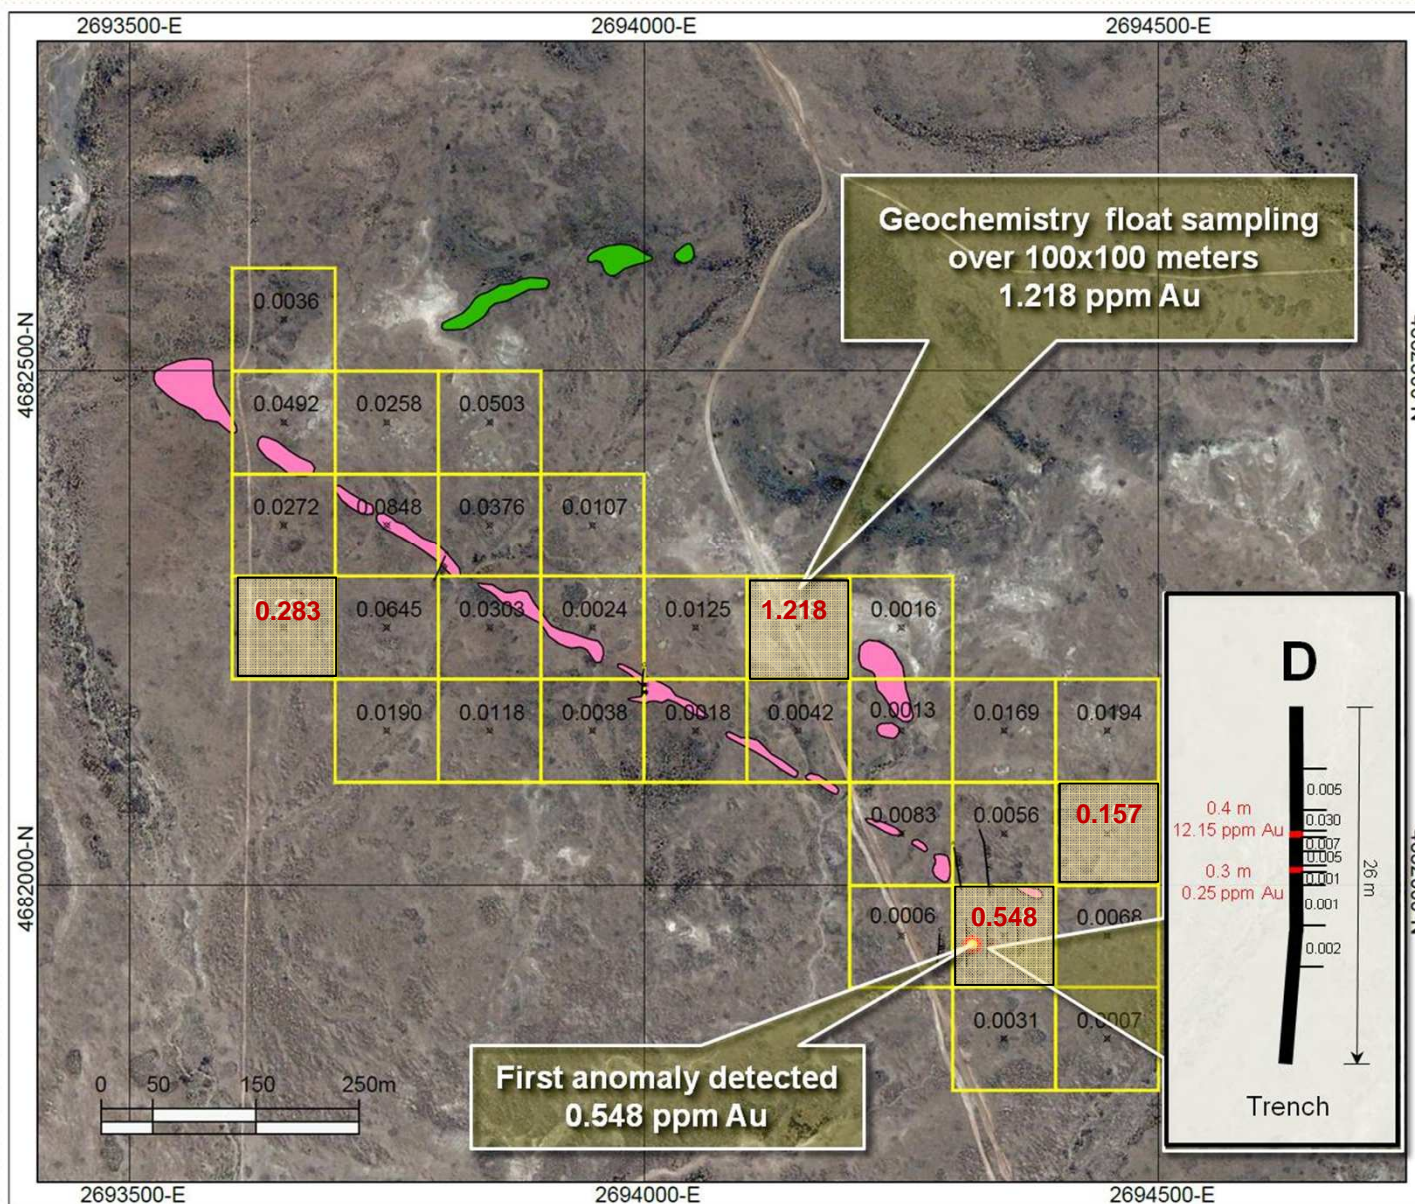 2693500-E 2694000-E 2694500-E
Geochemistry float sampling
over 100x100 meters
1.218 ppm Au
0.0036
4682500-N
0.0492 0.0258 0.0503
0.0272 0.0848 0.0376 0.0107
0.283 0.0645 0.0303 0.0024 0.0125 1.218 0.0016
0.0190 0.0118 0.0038 0.0018 0.0042 0.0013 0.0169 0.0194
0.0083 0.0056 0.157
4682000-N
0.0006 0.548 0.0068
0.0031 0.0007
First anomaly detected
0.548 ppm Au
0 50 150 250m
D
0.005
0.4 m
12.15 ppm Au
0.030
0.007
0.005
0.3 m
0.25 ppm Au
0.001
0.001
0.002
26 m
Trench
2693500-E 2694000-E 2694500-E